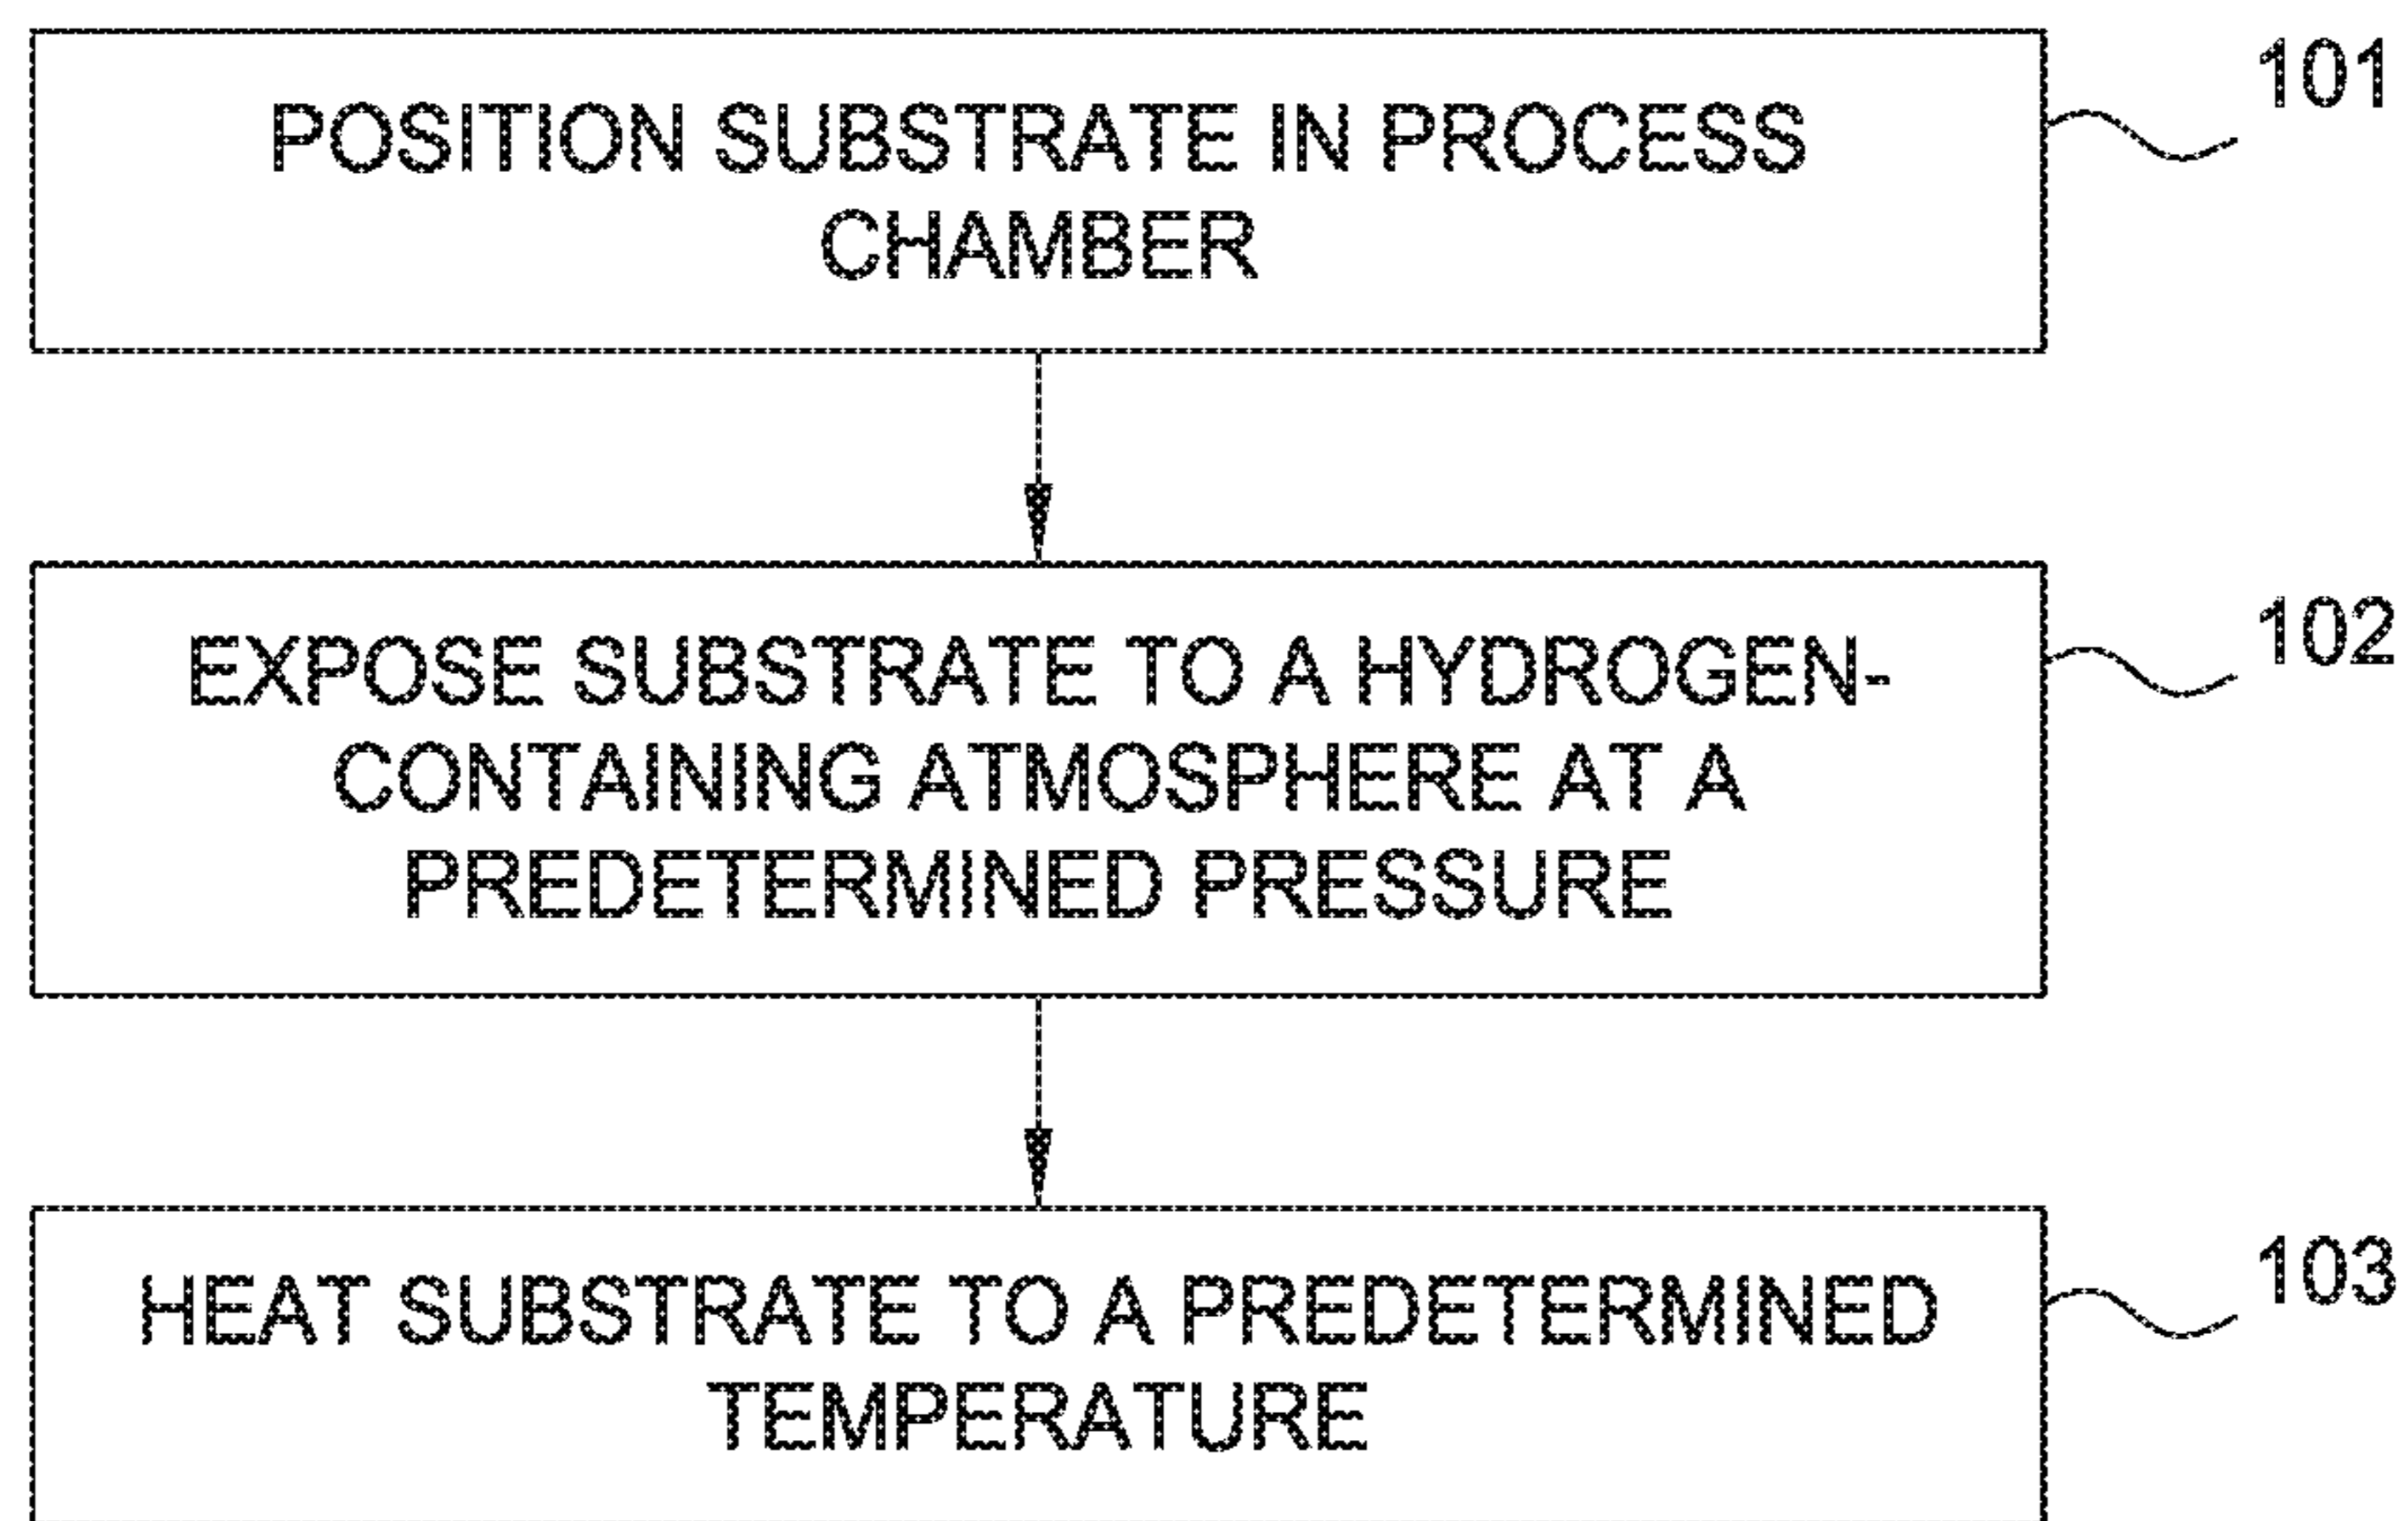 POSITION SUBSTRATE IN PROCESS
CHAMBER
101
EXPOSE SUBSTRATE TO A HYDROGEN-
CONTAINING ATMOSPHERE AT A
PREDETERMINED PRESSURE
102
HEAT SUBSTRATE TO A PREDETERMINED
TEMPERATURE
103